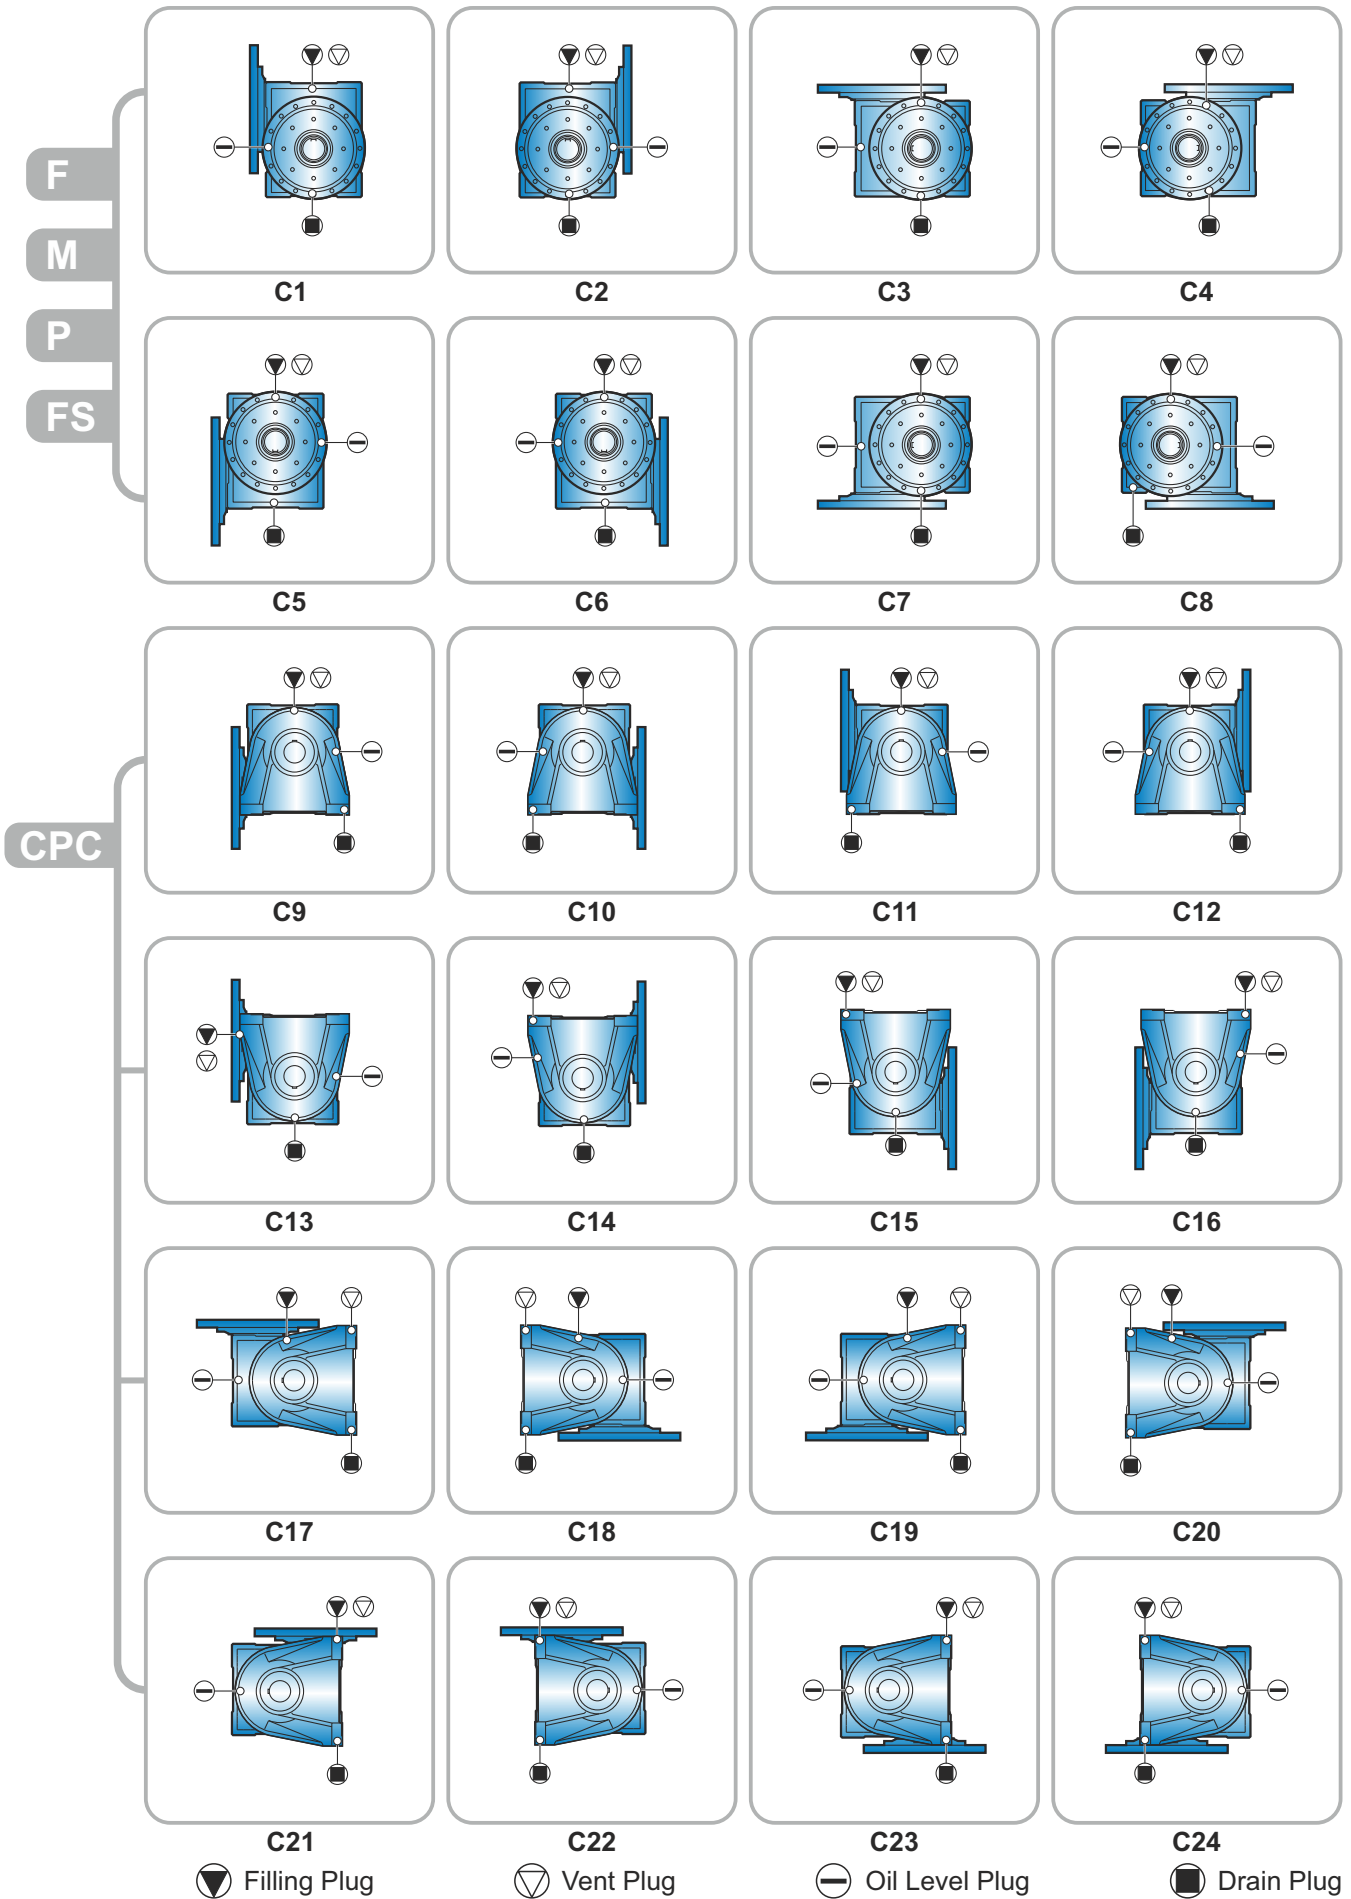 F
M
P
FS
C1 C2 C3 C4
C5 C6 C7 C8
CPC
C9 C10 C11 C12
C13 C14 C15 C16
C17 C18 C19 C20
C21 C22 C23 C24
Filling Plug Vent Plug Oil Level Plug Drain Plug